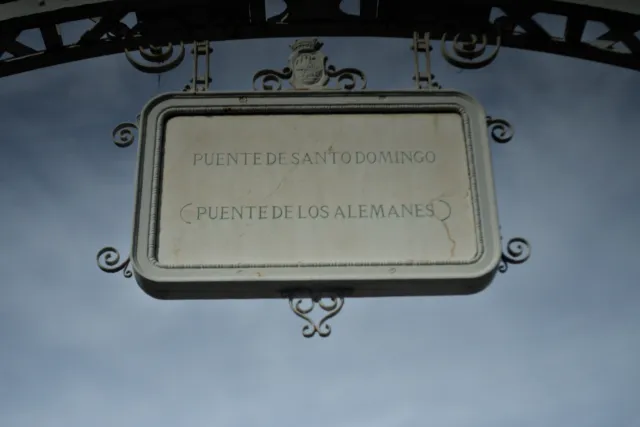 PUENTE DE SANTO DOMINGO
(PUENTE DE LOS ALEMANES)